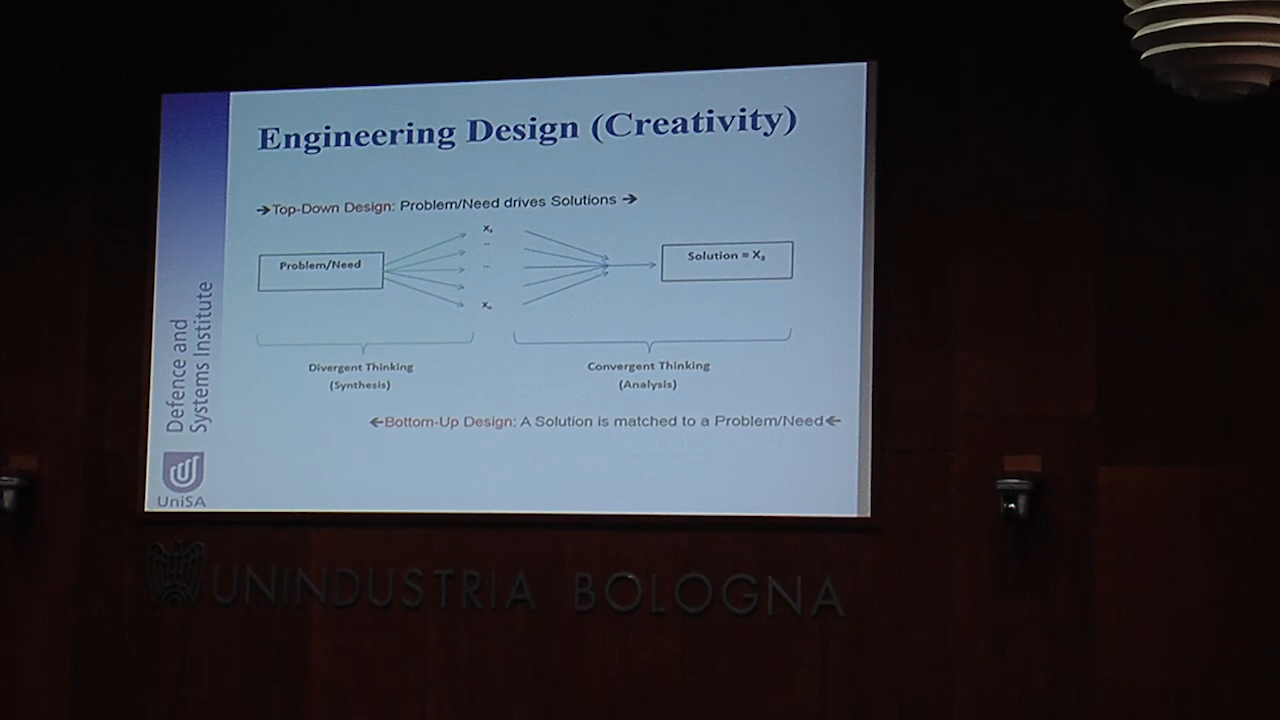 Engineering Design (Creativity)
→Top-Down Design: Problem/Need drives Solutions →
..
Problem/Need
..
Solution = X₃
Xₙ
Divergent Thinking
(Synthesis)
Convergent Thinking
(Analysis)
←Bottom-Up Design: A Solution is matched to a Problem/Need←
Defence and
Systems Institute
UniSA
UNINDUSTRIA BOLOGNA